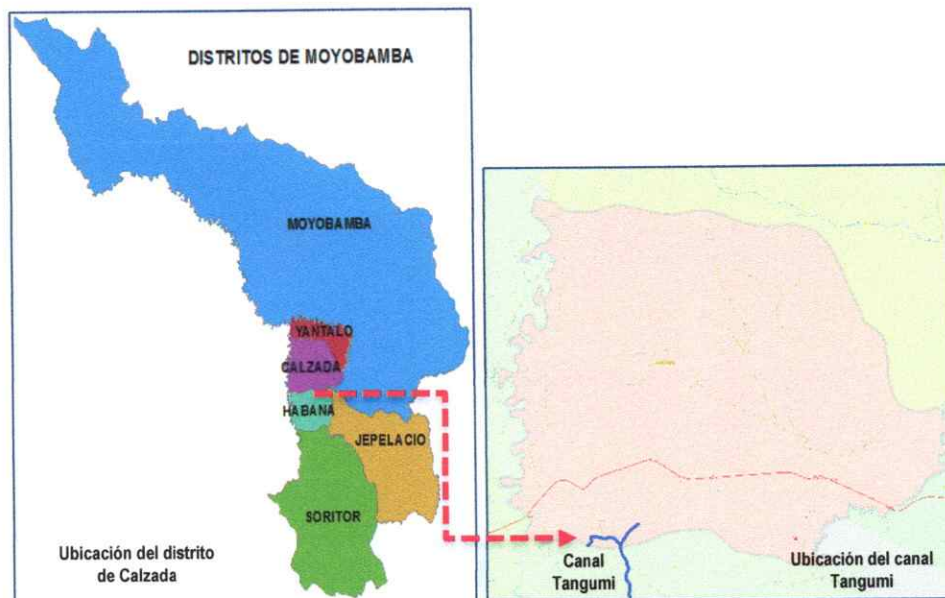 DISTRITOS DE MOYOBAMBA
MOYOBAMBA
YANTALO
CALZADA
HABANA
JEPELACIO
SORITOR
Ubicación del distrito
de Calzada
Canal
Tangumi
Ubicación del canal
Tangumi